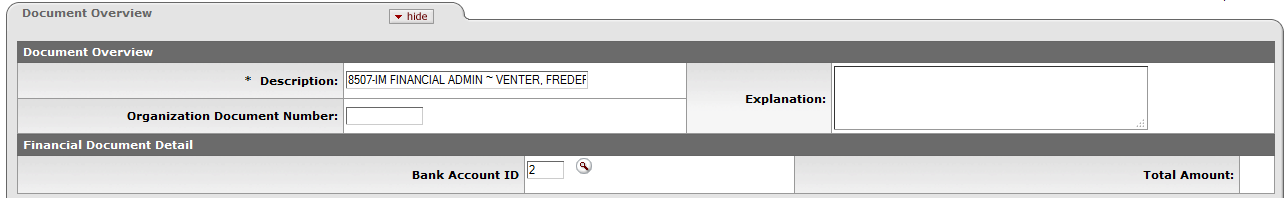 Document Overview
hide
Document Overview
* Description: 8507-IM FINANCIAL ADMIN ~ VENTER, FREDER
Explanation:
Organization Document Number:
Financial Document Detail
Bank Account ID 2
Total Amount: